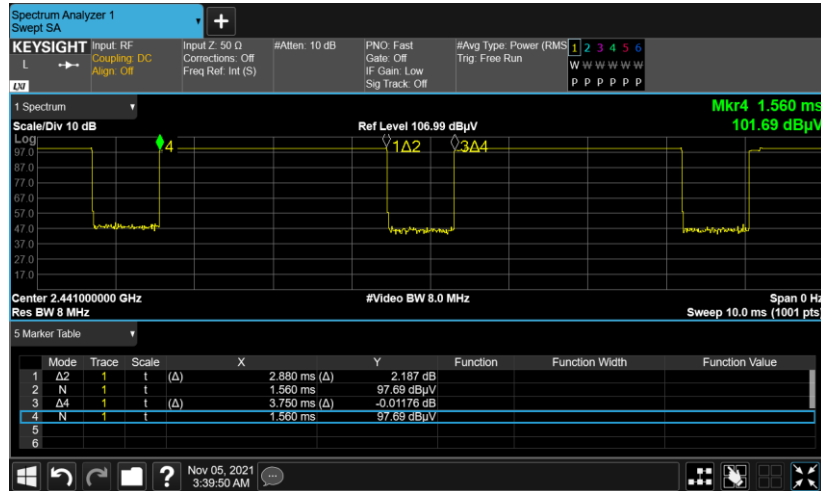 Spectrum Analyzer 1
Swept SA
+
KEYSIGHT Input: RF Input Z: 50 Ω #Atten: 10 dB PNO: Fast #Avg Type: Power (RMS 1 2 3 4 5 6
L Coupling: DC Corrections: Off Gate: Off Trig: Free Run W W W W W W
Align: Off Freq Ref: Int (S) IF Gain: Low
LXI Sig Track: Off P P P P P P
1 Spectrum Mkr4 1.560 ms
Scale/Div 10 dB Ref Level 106.99 dBµV 101.69 dBµV
Log
4 1Δ2 3Δ4
97.0
87.0
77.0
67.0
57.0
47.0
37.0
27.0
17.0
Center 2.441000000 GHz #Video BW 8.0 MHz Span 0 Hz
Res BW 8 MHz Sweep 10.0 ms (1001 pts)
5 Marker Table
Mode Trace Scale X Y Function Function Width Function Value
1 Δ2 1 t (Δ) 2.880 ms (Δ) 2.187 dB
2 N 1 t 1.560 ms 97.69 dBµV
3 Δ4 1 t (Δ) 3.750 ms (Δ) -0.01176 dB
4 N 1 t 1.560 ms 97.69 dBµV
5
6
? Nov 05, 2021
3:39:50 AM